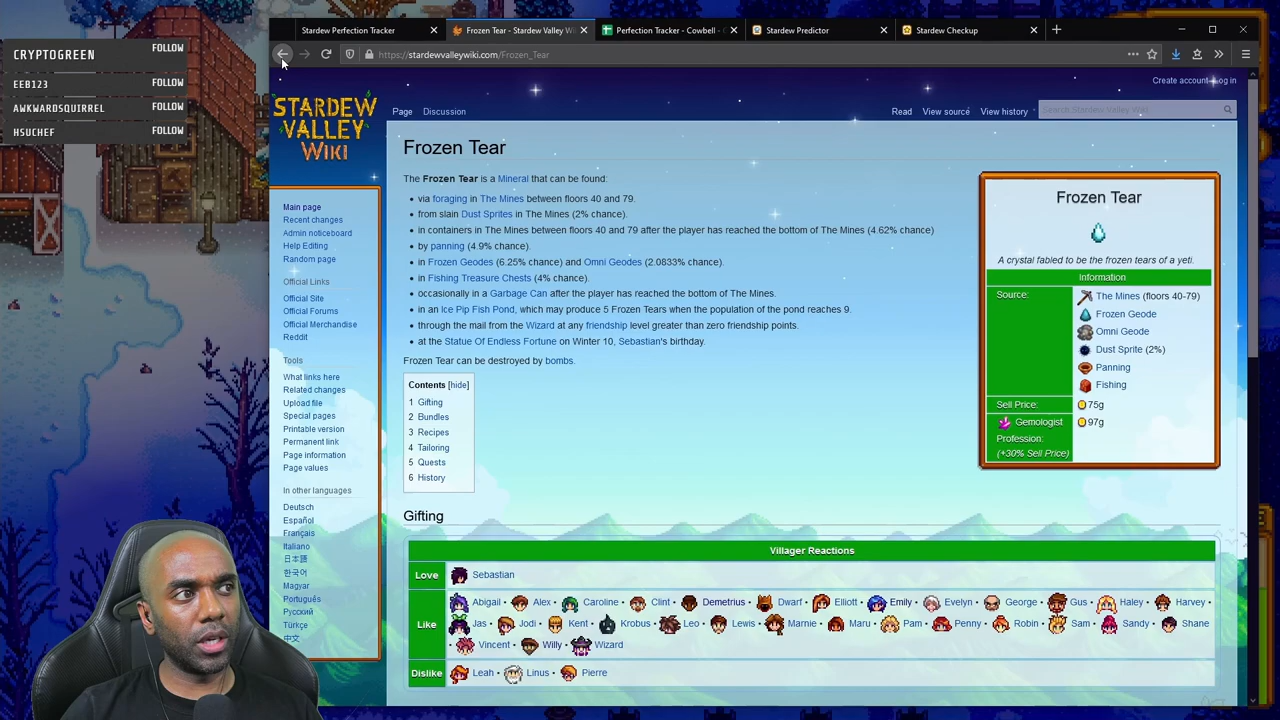 CRYPTOGREEN FOLLOW
EEB123 FOLLOW
AWKWARDSQUIRREL FOLLOW
HSUCHEF FOLLOW
Stardew Perfection Tracker
Frozen Tear - Stardew Valley Wi
Perfection Tracker - Cowbell - G
Stardew Predictor
Stardew Checkup
https://stardewvalleywiki.com/Frozen_Tear
Create account Log in
STARDEW
VALLEY
WIKI
Page Discussion
Read View source View history
Search Stardew Valley Wiki
Main page
Recent changes
Admin noticeboard
Help Editing
Random page
Official Links
Official Site
Official Forums
Official Merchandise
Reddit
Tools
What links here
Related changes
Upload file
Special pages
Printable version
Permanent link
Page information
Page values
In other languages
Deutsch
Español
Français
Italiano
日本語
한국어
Magyar
Português
Русский
Türkçe
中文
Frozen Tear
The Frozen Tear is a Mineral that can be found:
• via foraging in The Mines between floors 40 and 79.
• from slain Dust Sprites in The Mines (2% chance).
• in containers in The Mines between floors 40 and 79 after the player has reached the bottom of The Mines (4.62% chance)
• by panning (4.9% chance).
• in Frozen Geodes (6.25% chance) and Omni Geodes (2.0833% chance).
• in Fishing Treasure Chests (4% chance).
• occasionally in a Garbage Can after the player has reached the bottom of The Mines.
• in an Ice Pip Fish Pond, which may produce 5 Frozen Tears when the population of the pond reaches 9.
• through the mail from the Wizard at any friendship level greater than zero friendship points.
• at the Statue Of Endless Fortune on Winter 10, Sebastian's birthday.
Frozen Tear can be destroyed by bombs.
Contents [hide]
1 Gifting
2 Bundles
3 Recipes
4 Tailoring
5 Quests
6 History
Frozen Tear
A crystal fabled to be the frozen tears of a yeti.
Information
Source:
The Mines (floors 40-79)
Frozen Geode
Omni Geode
Dust Sprite (2%)
Panning
Fishing
Sell Price: 75g
Gemologist 97g
Profession:
(+30% Sell Price)
Gifting
Villager Reactions
Love Sebastian
Like
Abigail • Alex • Caroline • Clint • Demetrius • Dwarf • Elliott • Emily • Evelyn • George • Gus • Haley • Harvey •
Jas • Jodi • Kent • Krobus • Leo • Lewis • Marnie • Maru • Pam • Penny • Robin • Sam • Sandy • Shane
• Vincent • Willy • Wizard
Dislike Leah • Linus • Pierre